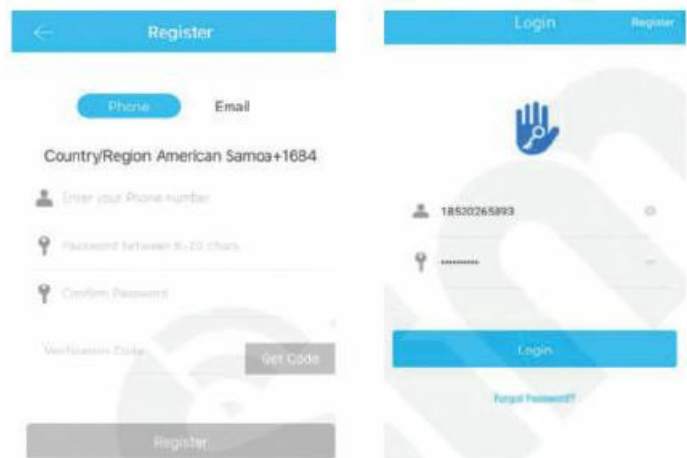 Register
Phone Email
Country/Region American Samoa+1684
Enter your Phone number
Password between 8-20 chars
Confirm Password
Verification Code Get Code
Register
Login Register
18520265893
Login
Forgot Password?